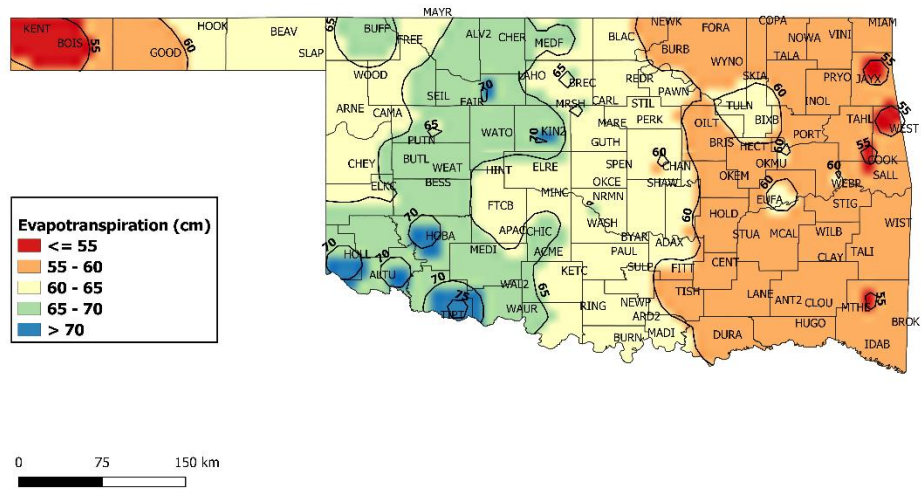 MAYR
KENT BOIS 55 GOOD 60 HOOK BEAV SLAP
65 BUFF FREE ALV2 CHER MEDF BLAC NEWK FORA COPA NOWA VINI MIAM
BURB WYNO TALA
WOOD LAHO 65 BREC REDR SKIA PRYO JAYX 55
ARNE CAMA SEIL FAIR 70 MRSH CARL STIL PAWN 60 TULN INOL
65 PUTN WATO 70 KIN2 MARE PERK OILT BIXB TAHL WEST 55
GUTH BRIS HECT PORT
CHEY BUTL WEAT HINT ELRE SPEN 60 CHAN OKMU 60 55 COOK
ELKC BESS MINC OKCE SHAW OKEM WEBR SALL
NRMN 60 EUFA STIG
70 HOBA FTCB APAC CHIC WASH 60 HOLD WIST
BYAR ADAX STUA MCAL WILB
70 HOLL 70 ALTU MEDI ACME PAUL CENT CLAY TALI
KETC SULP FITT
70 WAL2 65 TISH LANE ANT2
75 TIPT WAUR RING NEWP CLOU MTHE 55
ARD2 HUGO BROK
BURN MADI DURA IDAB
Evapotranspiration (cm)
<= 55
55 - 60
60 - 65
65 - 70
> 70
0 75 150 km